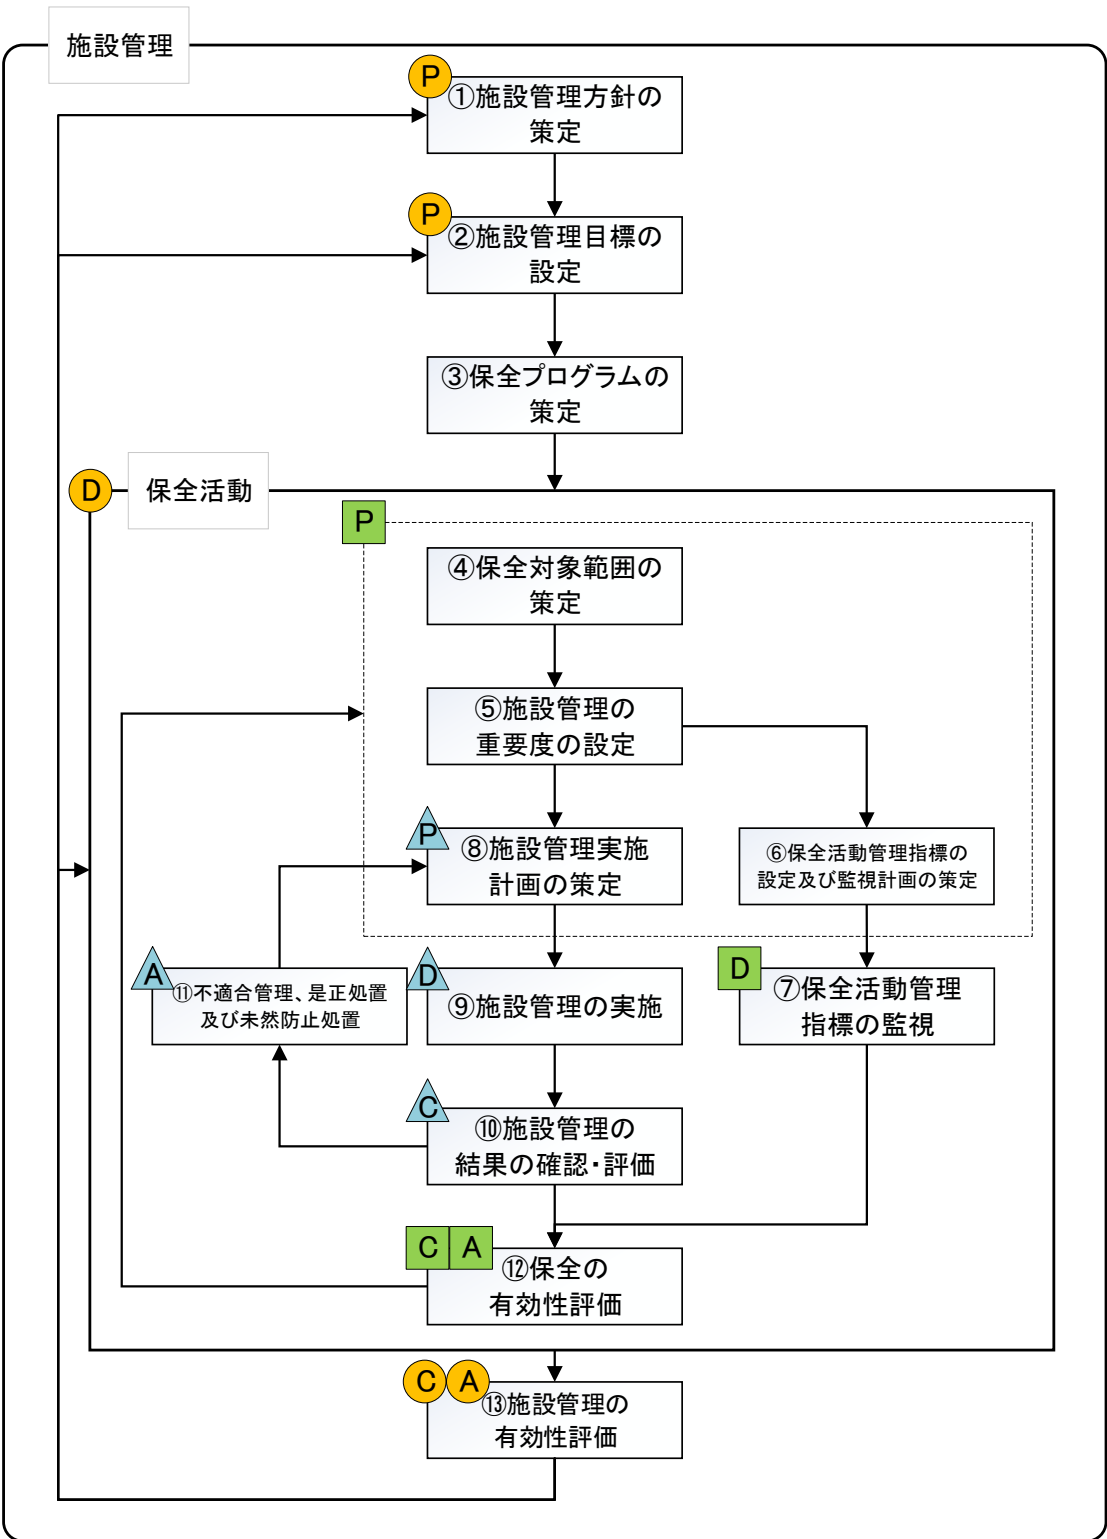 施設管理
P
①施設管理方針の
策定
P
②施設管理目標の
設定
③保全プログラムの
策定
D
保全活動
P
④保全対象範囲の
策定
⑤施設管理の
重要度の設定
P
⑧施設管理実施
計画の策定
⑥保全活動管理指標の
設定及び監視計画の策定
A
⑪不適合管理、是正処置
及び未然防止処置
D
⑨施設管理の実施
D
⑦保全活動管理
指標の監視
C
⑩施設管理の
結果の確認・評価
C A
⑫保全の
有効性評価
C A
⑬施設管理の
有効性評価